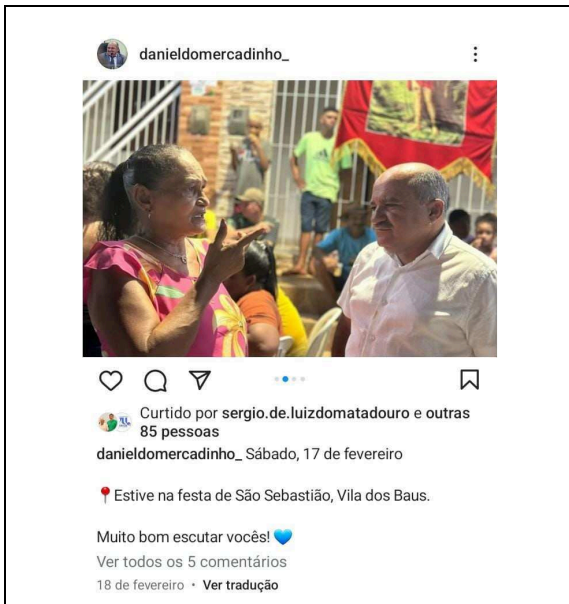 danieldomercadinho_
Curtido por sergio.de.luizdomatadouro e outras
85 pessoas
danieldomercadinho_ Sábado, 17 de fevereiro
📍Estive na festa de São Sebastião, Vila dos Baus.
Muito bom escutar vocês! 💙
Ver todos os 5 comentários
18 de fevereiro • Ver tradução